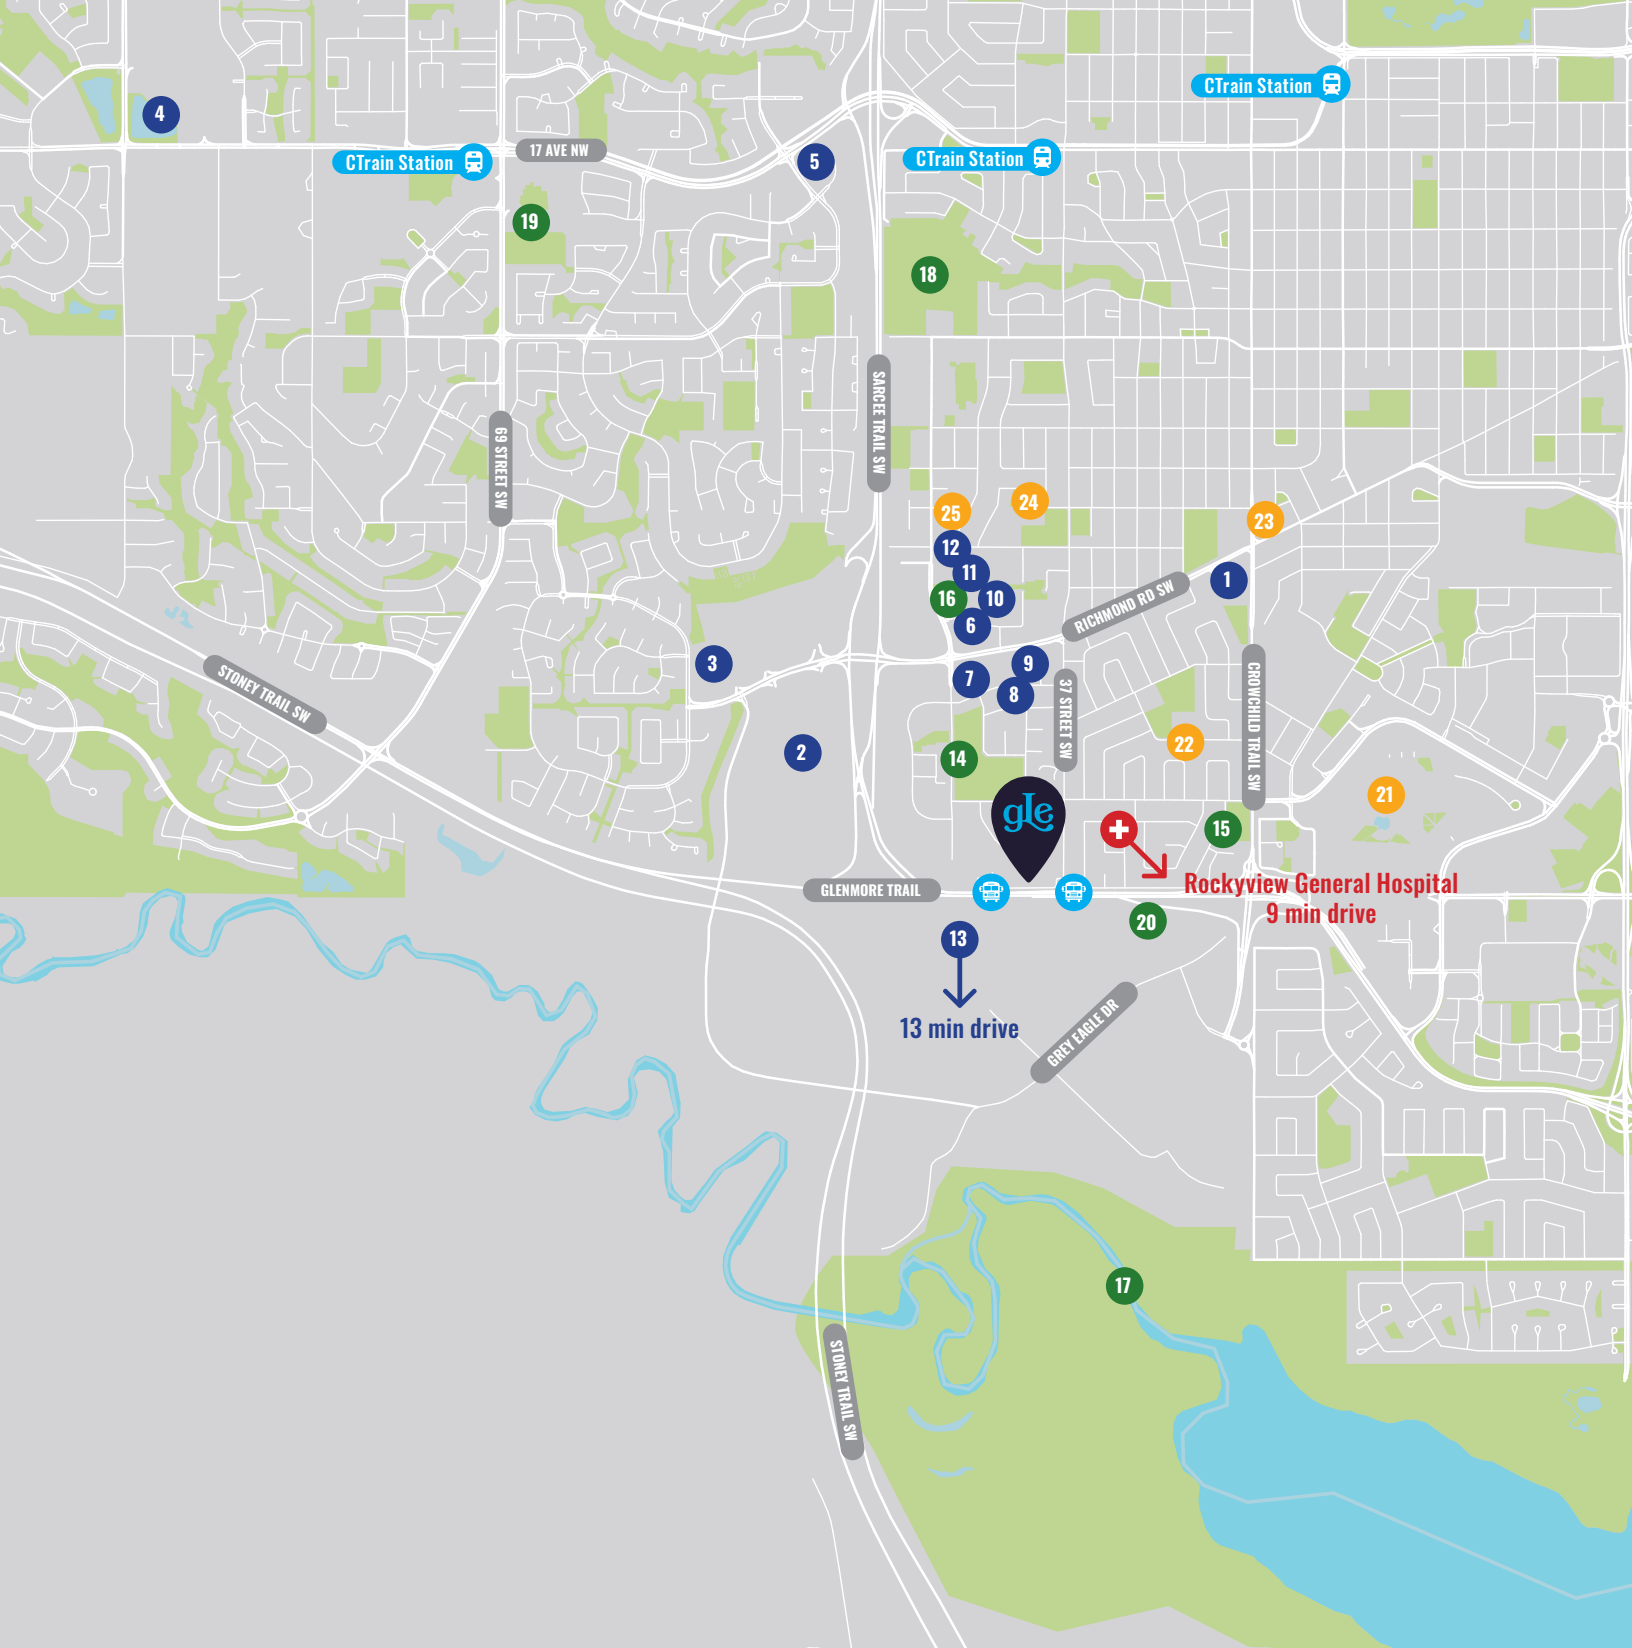 CTrain Station
4
17 AVE NW
CTrain Station
5
CTrain Station
19
18
SARCEE TRAIL SW
69 STREET SW
25
24
23
12
11
1
16
10
RICHMOND RD SW
6
3
9
7
8
STONEY TRAIL SW
37 STREET SW
CROWCHILD TRAIL SW
22
2
14
21
gLe
15
GLENMORE TRAIL
Rockyview General Hospital
9 min drive
20
13
13 min drive
GREY EAGLE DR
17
STONEY TRAIL SW